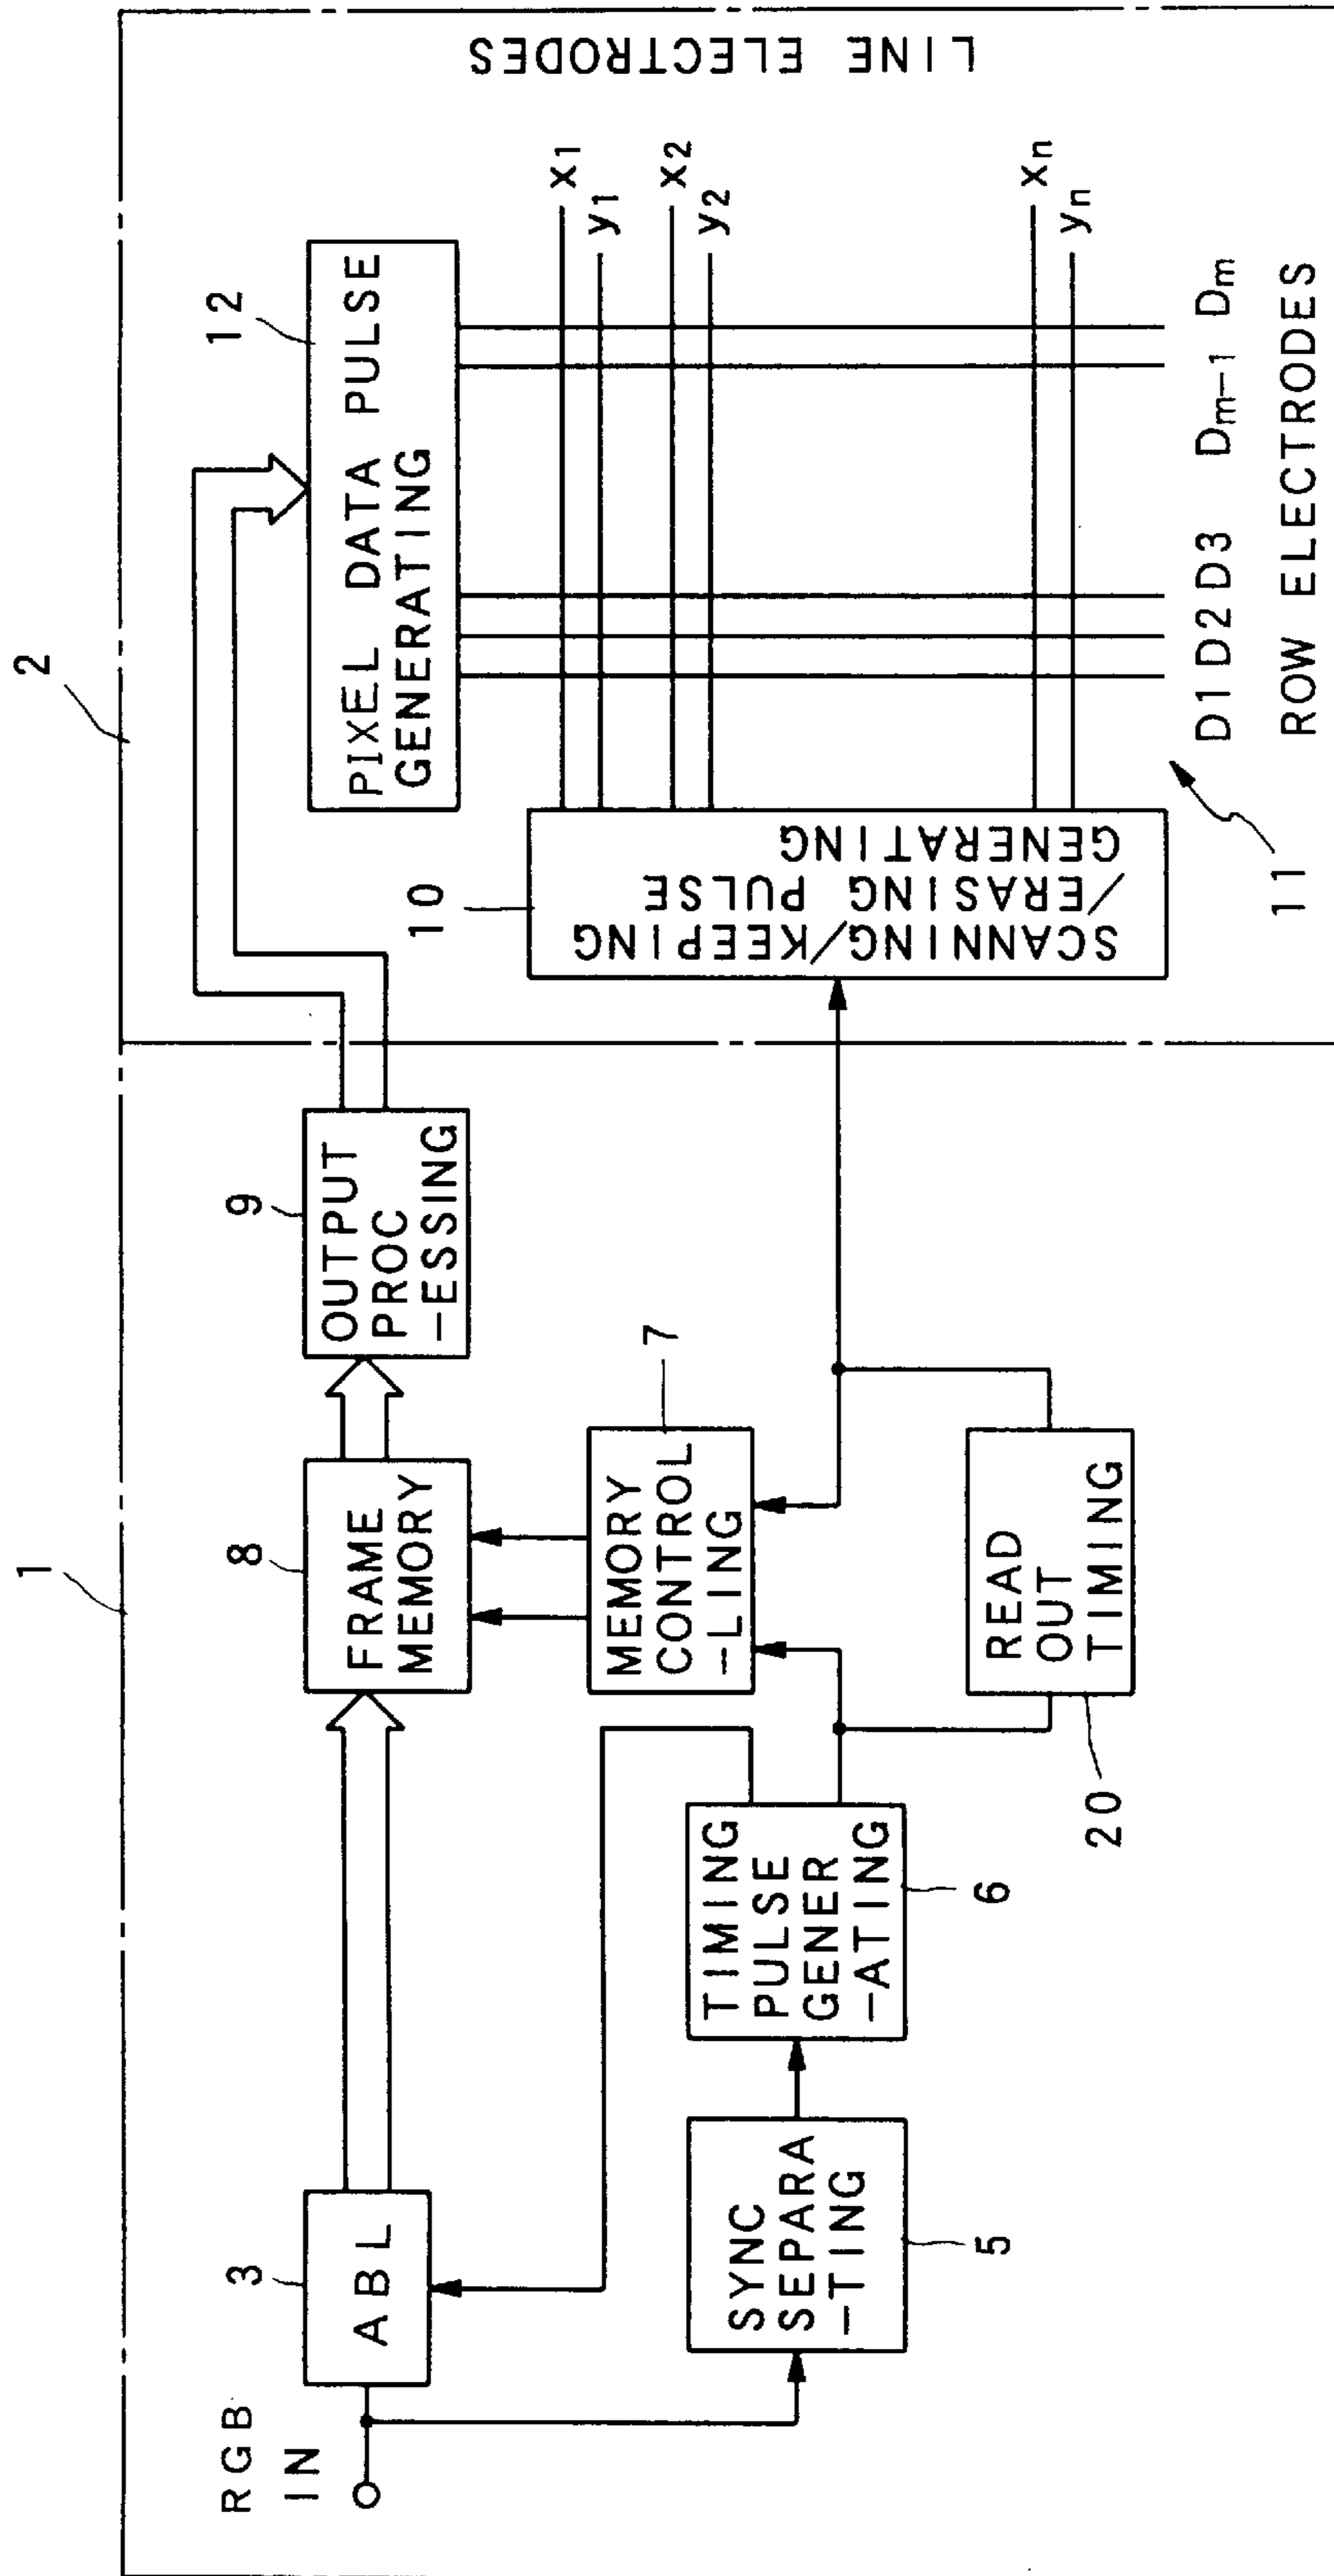 1
2
RGB
IN
3
ABL
8
FRAME
MEMORY
9
OUTPUT
PROC
-ESSING
12
PIXEL DATA PULSE
GENERATING
5
SYNC
SEPARA
-TING
6
TIMING
PULSE
GENER
-ATING
7
MEMORY
CONTROL
-LING
20
READ
OUT
TIMING
10
SCANNING/KEEPING
/ERASING PULSE
GENERATING
x1
y1
x2
y2
xn
yn
LINE ELECTRODES
11
D1 D2 D3 Dm-1 Dm
ROW ELECTRODES